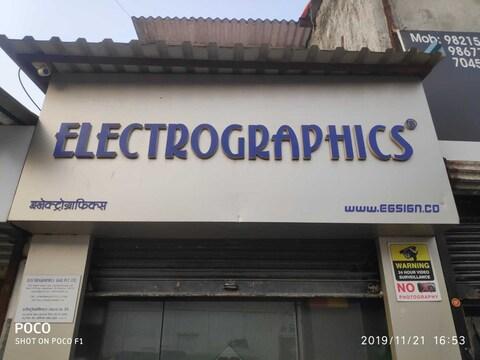 Mob: 9821
9867
7045
ELECTROGRAPHICS®
इलेक्ट्रोग्राफिक्स
www.EGSIGN.CO
WARNING
24 HOUR VIDEO
SURVEILLANCE
NO
PHOTOGRAPHY
POCO
SHOT ON POCO F1
2019/11/21 16:53